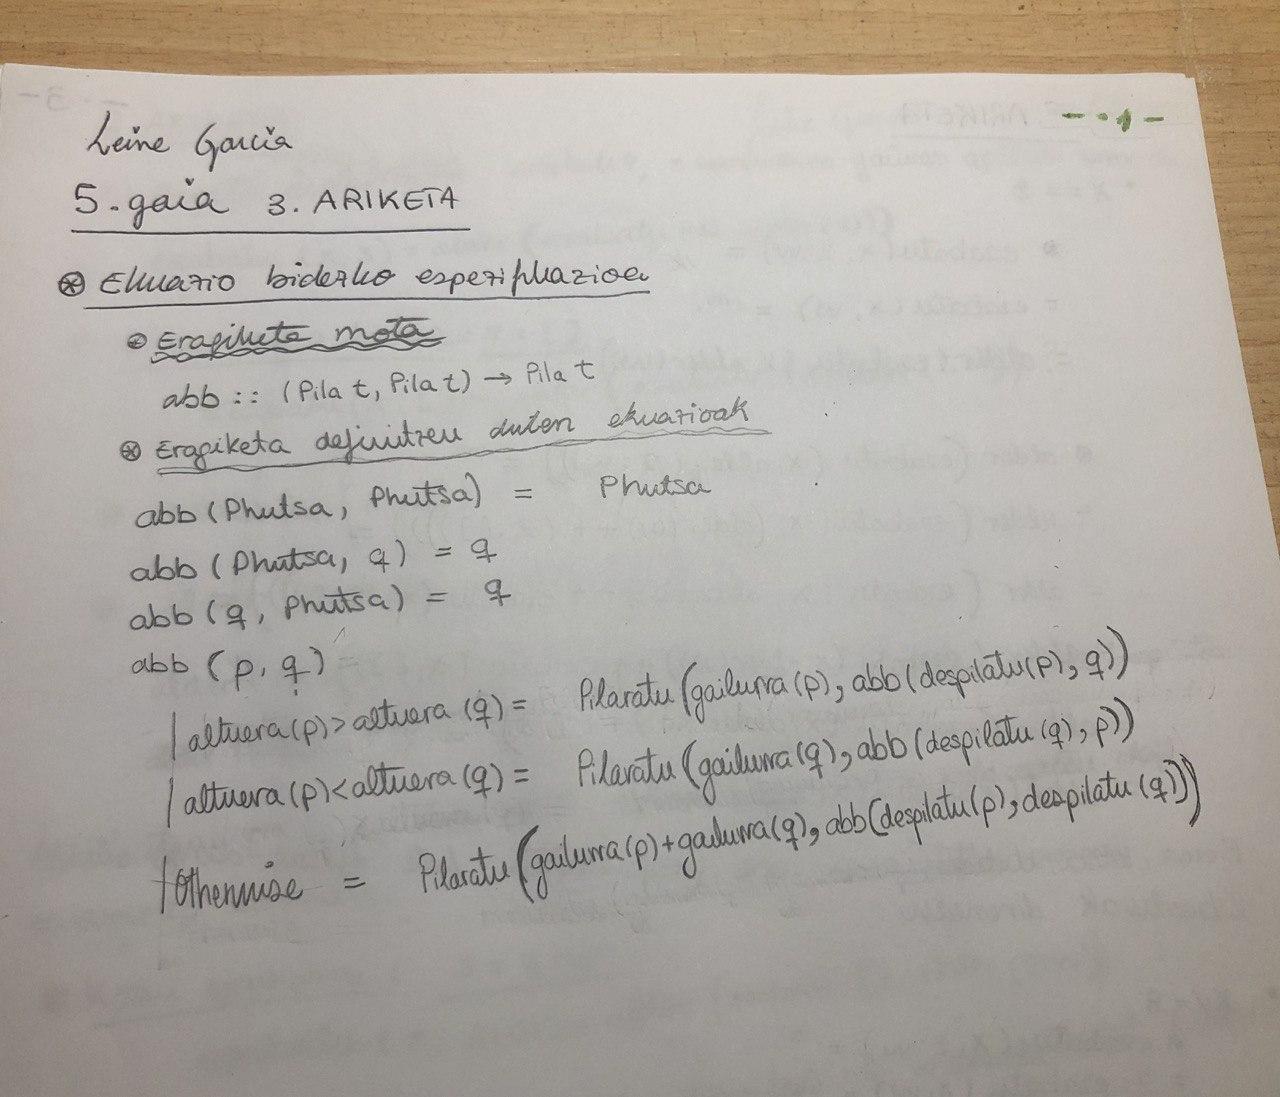 Leire Garcia
- . 1 -
5. gaia 3. ARIKETA
Ekuazio bidezko espezifikazioa
Eragiketa mota
abb :: (Pila t, Pila t) → Pila t
Eragiketa definitzen duten ekuazioak
abb (Phutsa, Phutsa) = Phutsa
abb (Phutsa, q) = q
abb (q, Phutsa) = q
abb (p, q) =
| altuera(p) > altuera (q) = Pilaratu (gailurra(p), abb(despilatu(p), q))
| altuera(p) < altuera (q) = Pilaratu (gailurra(q), abb(despilatu (q), p))
| Otherwise = Pilaratu (gailurra(p) + gailurra(q), abb(despilatu(p), despilatu (q)))